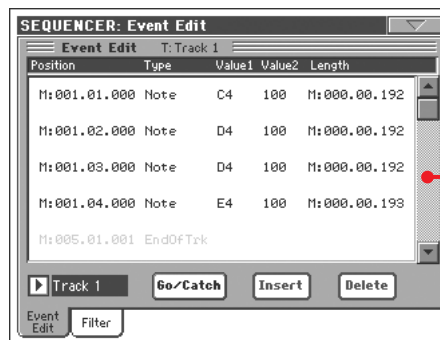 SEQUENCER: Event Edit
Event Edit T: Track 1
Position Type Value1 Value2 Length
M:001.01.000 Note C4 100 M:000.00.192
M:001.02.000 Note D4 100 M:000.00.192
M:001.03.000 Note D4 100 M:000.00.192
M:001.04.000 Note E4 100 M:000.00.193
M:005.01.001 EndOfTrk
Track 1 Go/Catch Insert Delete
Event Edit Filter